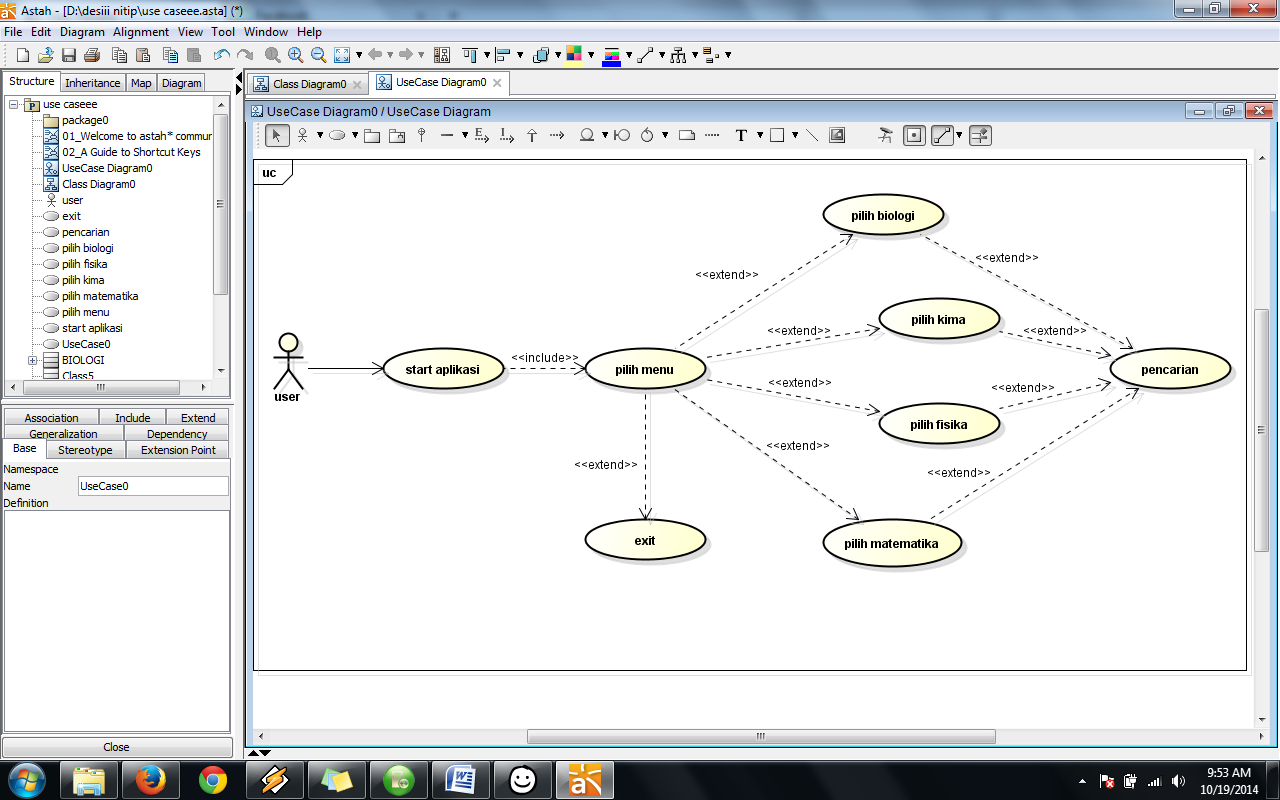 Astah - [D:\desiii nitip\use caseee.asta] (*)
File Edit Diagram Alignment View Tool Window Help
Structure Inheritance Map Diagram
use caseee
package0
01_Welcome to astah* commur
02_A Guide to Shortcut Keys
UseCase Diagram0
Class Diagram0
user
exit
pencarian
pilih biologi
pilih fisika
pilih kima
pilih matematika
pilih menu
start aplikasi
UseCase0
BIOLOGI
Class5
Association Include Extend
Generalization Dependency
Base Stereotype Extension Point
Namespace
Name UseCase0
Definition
Close
Class Diagram0 UseCase Diagram0
UseCase Diagram0 / UseCase Diagram
T
uc
pilih biologi
<<extend>>
<<extend>>
pilih kima
<<extend>>
<<extend>>
user
start aplikasi
<<include>>
pilih menu
pencarian
<<extend>>
<<extend>>
pilih fisika
<<extend>>
<<extend>>
<<extend>>
exit
pilih matematika
9:53 AM
10/19/2014